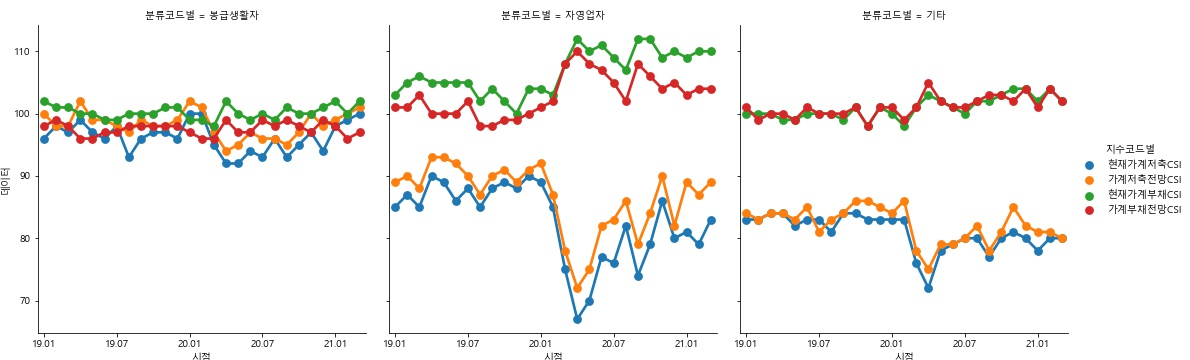 분류코드별 = 봉급생활자
분류코드별 = 자영업자
분류코드별 = 기타
데이터
110
100
90
80
70
19.01
19.07
20.01
20.07
21.01
시점
19.01
19.07
20.01
20.07
21.01
시점
19.01
19.07
20.01
20.07
21.01
시점
지수코드별
현재가계저축CSI
가계저축전망CSI
현재가계부채CSI
가계부채전망CSI